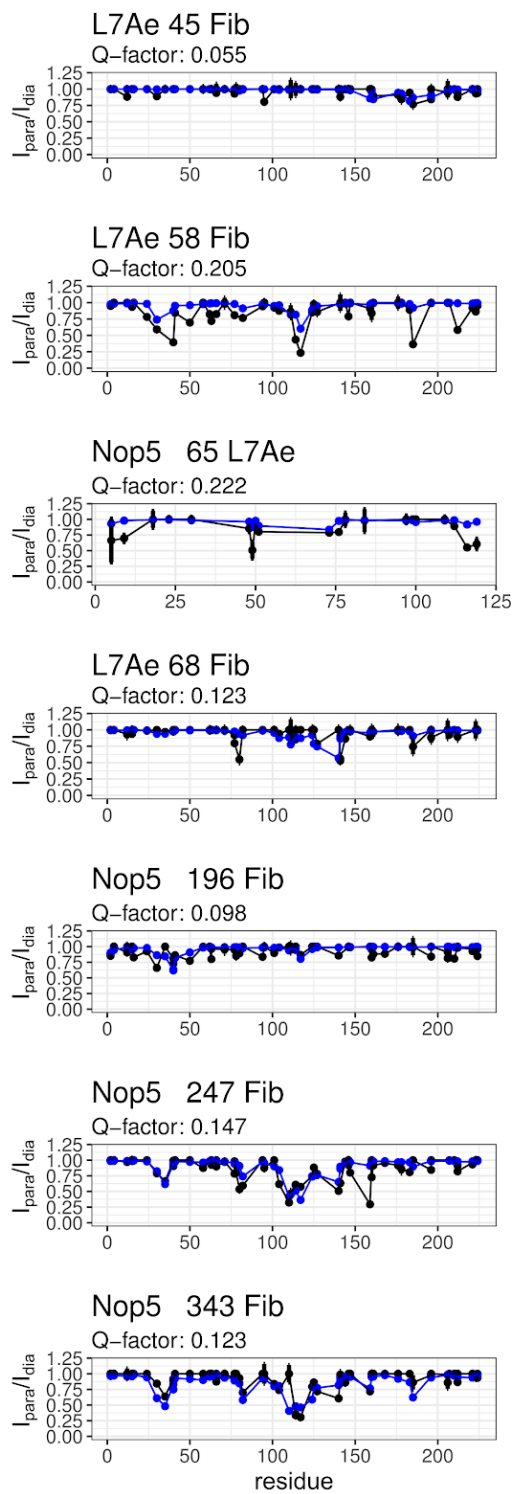 L7Ae 45 Fib
Q−factor: 0.055
1.25
1.00
0.75
0.50
0.25
0.00
Ipara/Idia
0 50 100 150 200
L7Ae 58 Fib
Q−factor: 0.205
1.25
1.00
0.75
0.50
0.25
0.00
Ipara/Idia
0 50 100 150 200
Nop5 65 L7Ae
Q−factor: 0.222
1.25
1.00
0.75
0.50
0.25
0.00
Ipara/Idia
0 25 50 75 100 125
L7Ae 68 Fib
Q−factor: 0.123
1.25
1.00
0.75
0.50
0.25
0.00
Ipara/Idia
0 50 100 150 200
Nop5 196 Fib
Q−factor: 0.098
1.25
1.00
0.75
0.50
0.25
0.00
Ipara/Idia
0 50 100 150 200
Nop5 247 Fib
Q−factor: 0.147
1.25
1.00
0.75
0.50
0.25
0.00
Ipara/Idia
0 50 100 150 200
Nop5 343 Fib
Q−factor: 0.123
1.25
1.00
0.75
0.50
0.25
0.00
Ipara/Idia
0 50 100 150 200
residue